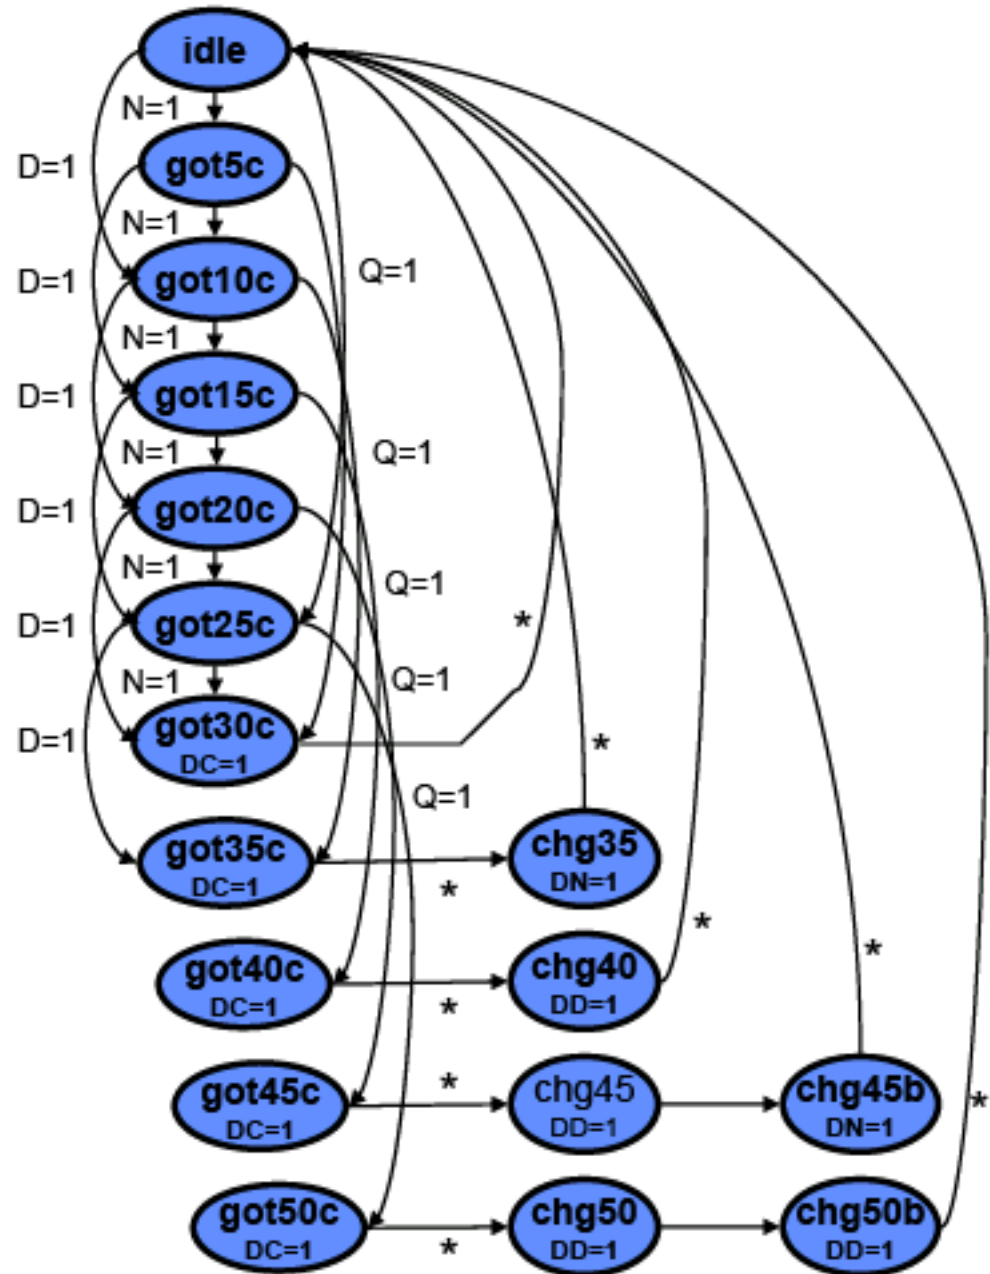 idle
N=1
D=1
got5c
N=1
Q=1
D=1
got10c
N=1
D=1
got15c
N=1
Q=1
D=1
got20c
N=1
Q=1
D=1
got25c
*
N=1
Q=1
D=1
got30c
DC=1
*
Q=1
got35c
DC=1
*
chg35
DN=1
*
got40c
DC=1
*
chg40
DD=1
*
got45c
DC=1
*
chg45
DD=1
chg45b
DN=1
*
got50c
DC=1
*
chg50
DD=1
chg50b
DD=1